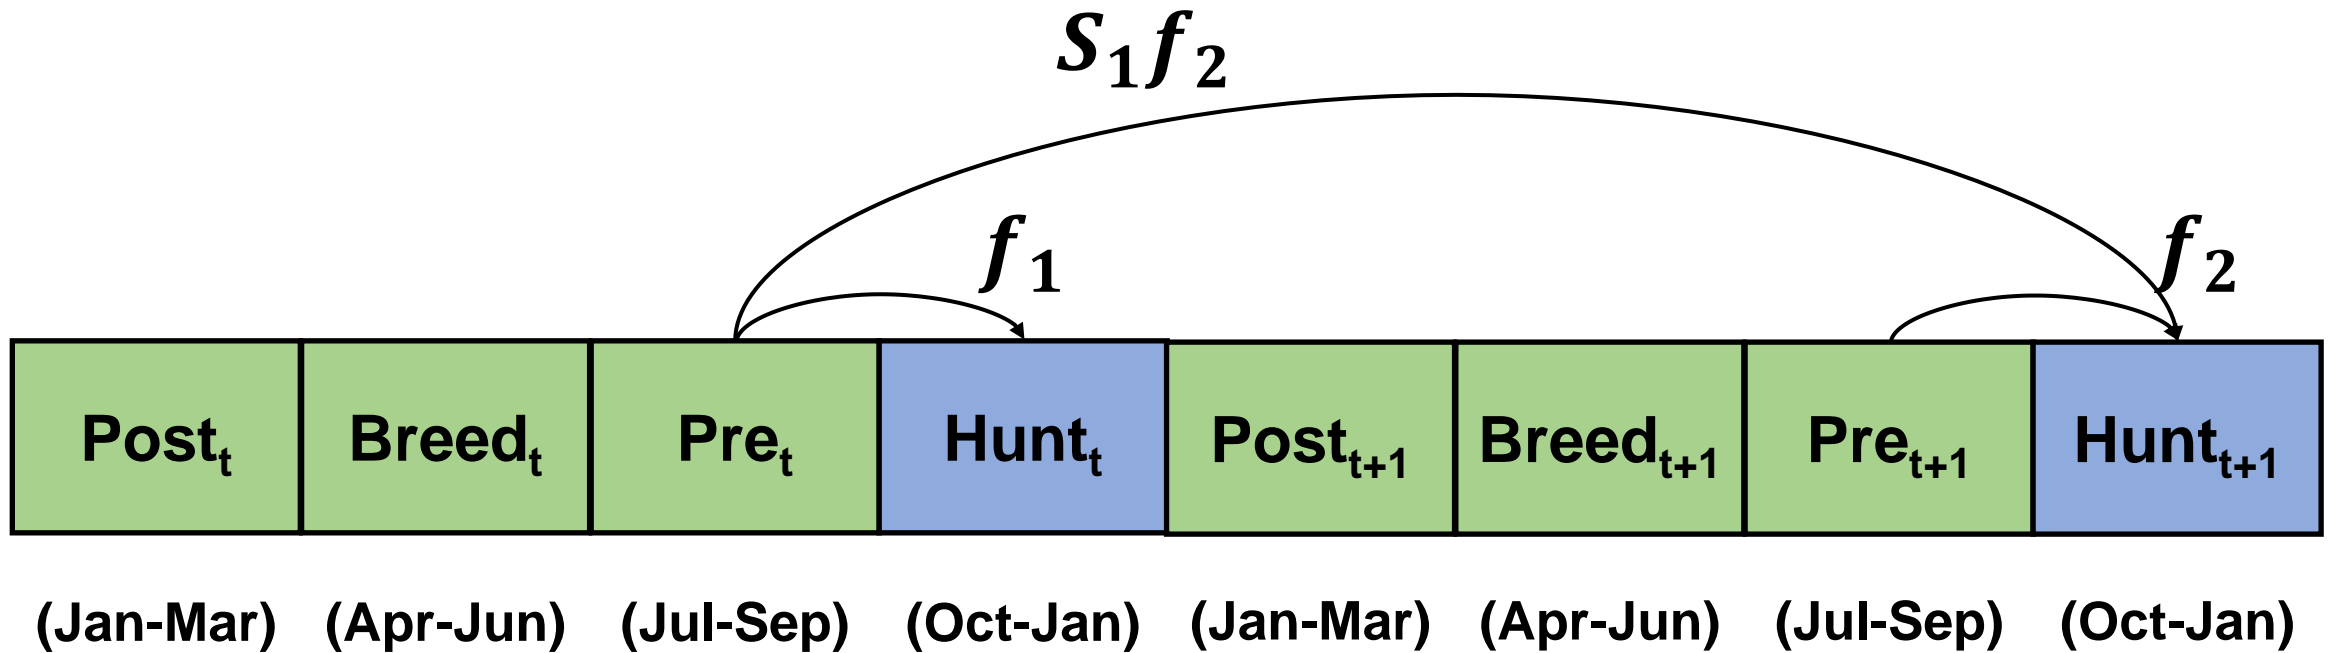 S₁f₂
f₁ f₂
Postₜ Breedₜ Preₜ Huntₜ Postₜ₊₁ Breedₜ₊₁ Preₜ₊₁ Huntₜ₊₁
(Jan-Mar) (Apr-Jun) (Jul-Sep) (Oct-Jan) (Jan-Mar) (Apr-Jun) (Jul-Sep) (Oct-Jan)